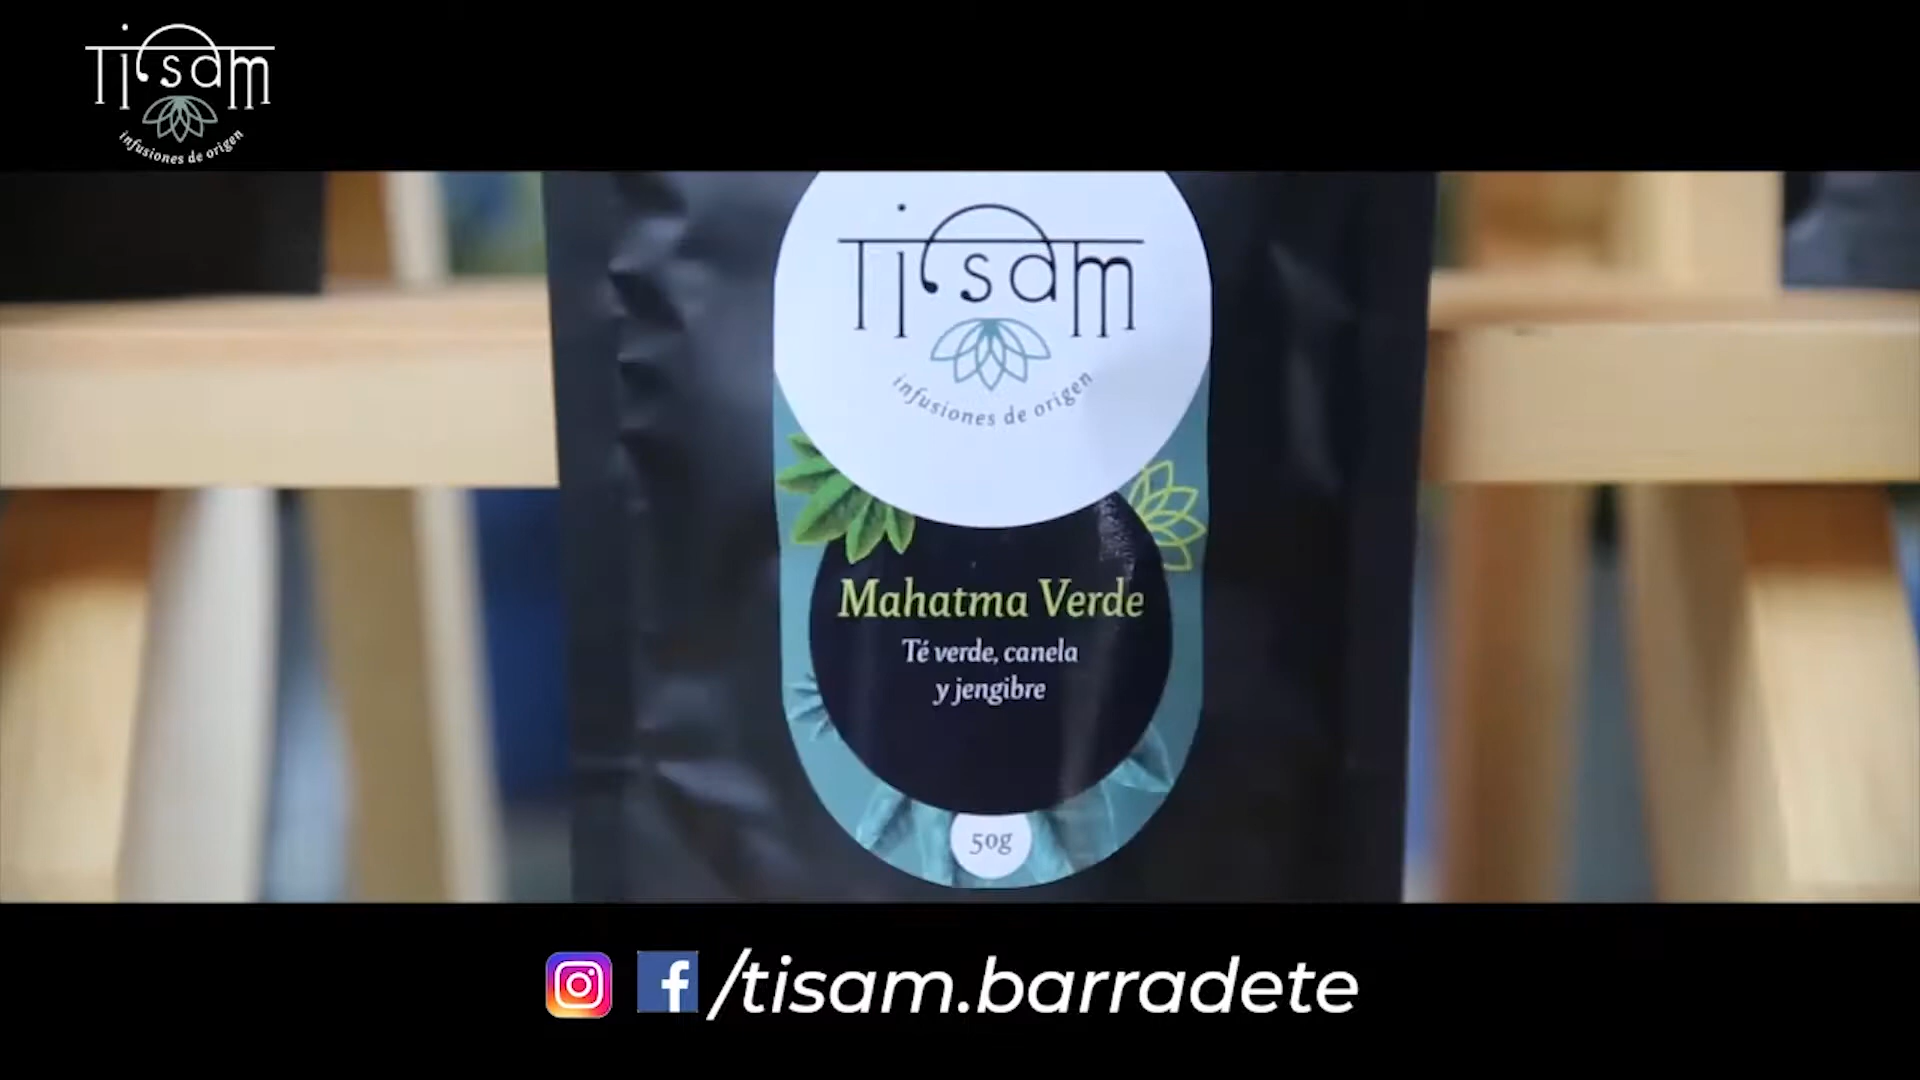 Tisam
infusiones de origen
Tisam
infusiones de origen
Mahatma Verde
Té verde, canela
y jengibre
50g
/tisam.barradete